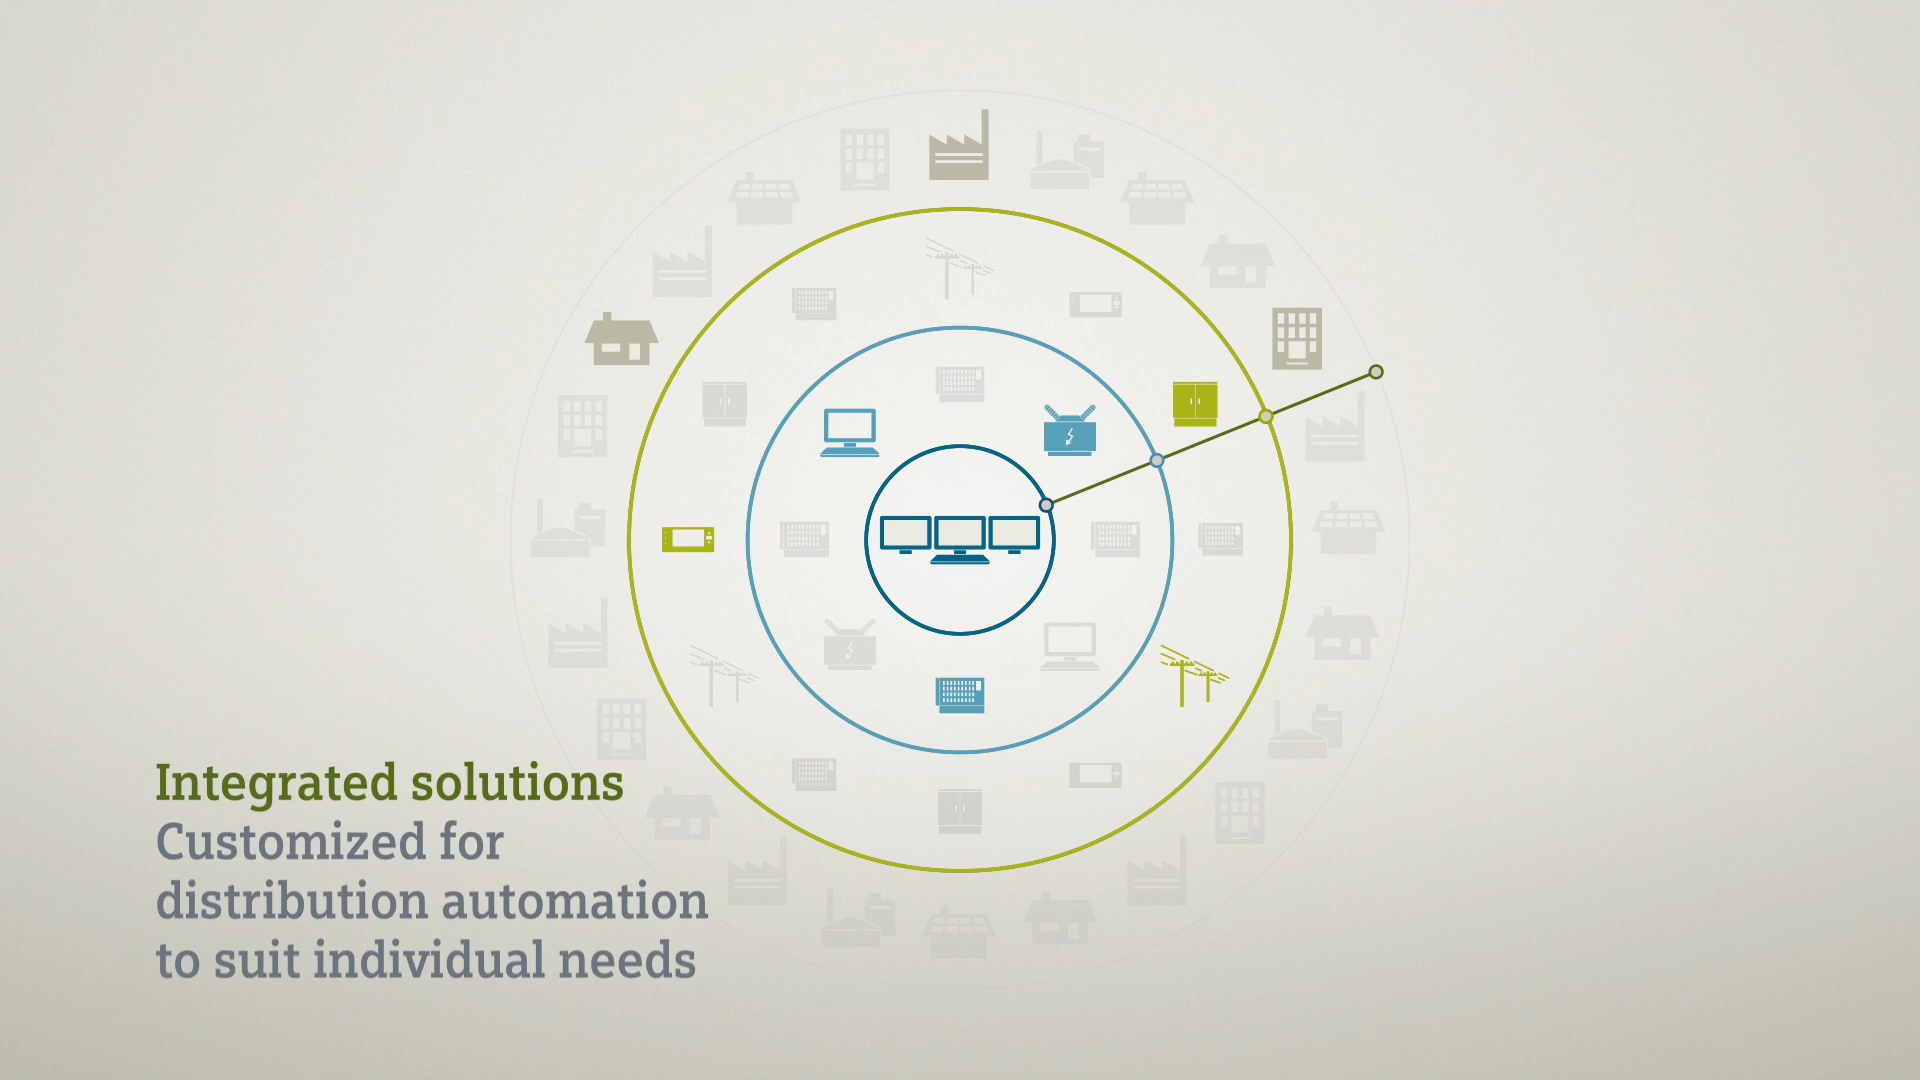 Integrated solutions
Customized for
distribution automation
to suit individual needs